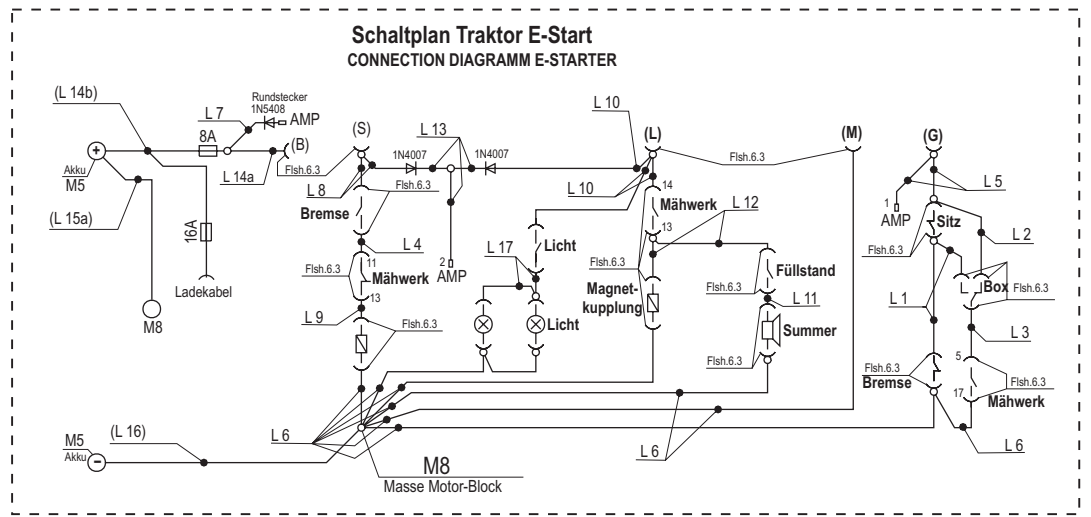 Schaltplan Traktor E-Start
CONNECTION DIAGRAMM E-STARTER
(L 14b)
L 7
Rundstecker
1N5408
AMP
8A
(B)
Akku
M5
L 14a
Flsh.6.3
(L 15a)
16A
Ladekabel
M8
(S)
L 13
1N4007
1N4007
L 10
(L)
(M)
(G)
Flsh.6.3
L 8
Flsh.6.3
L 10
L 5
1
AMP
Bremse
14
Mähwerk
L 12
13
Sitz
Flsh.6.3
L 2
L 4
L 17
Licht
11
Flsh.6.3
Mähwerk
13
2
AMP
Flsh.6.3
Magnet-
kupplung
Füllstand
Flsh.6.3
L 11
Box
Flsh.6.3
L 1
L 9
Flsh.6.3
Licht
Summer
L 3
Flsh.6.3
5
Flsh.6.3
Bremse
Flsh.6.3
17
Mähwerk
M5
Akku
(L 16)
L 6
L 6
L 6
L 6
M8
Masse Motor-Block